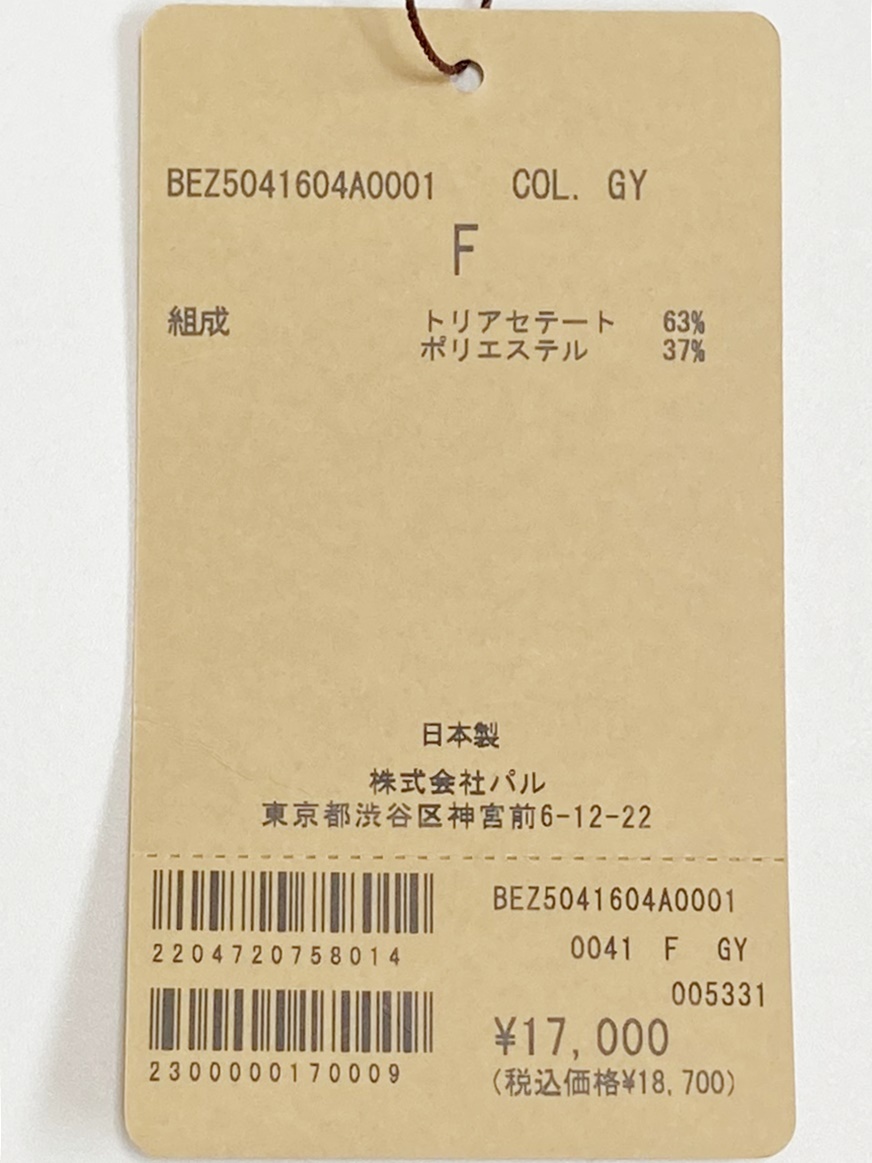 BEZ5041604A0001 COL. GY
F
組成 トリアセテート 63%
ポリエステル 37%
日本製
株式会社パル
東京都渋谷区神宮前6-12-22
BEZ5041604A0001
2204720758014
0041 F GY
005331
¥17,000
2300000170009
(税込価格¥18,700)